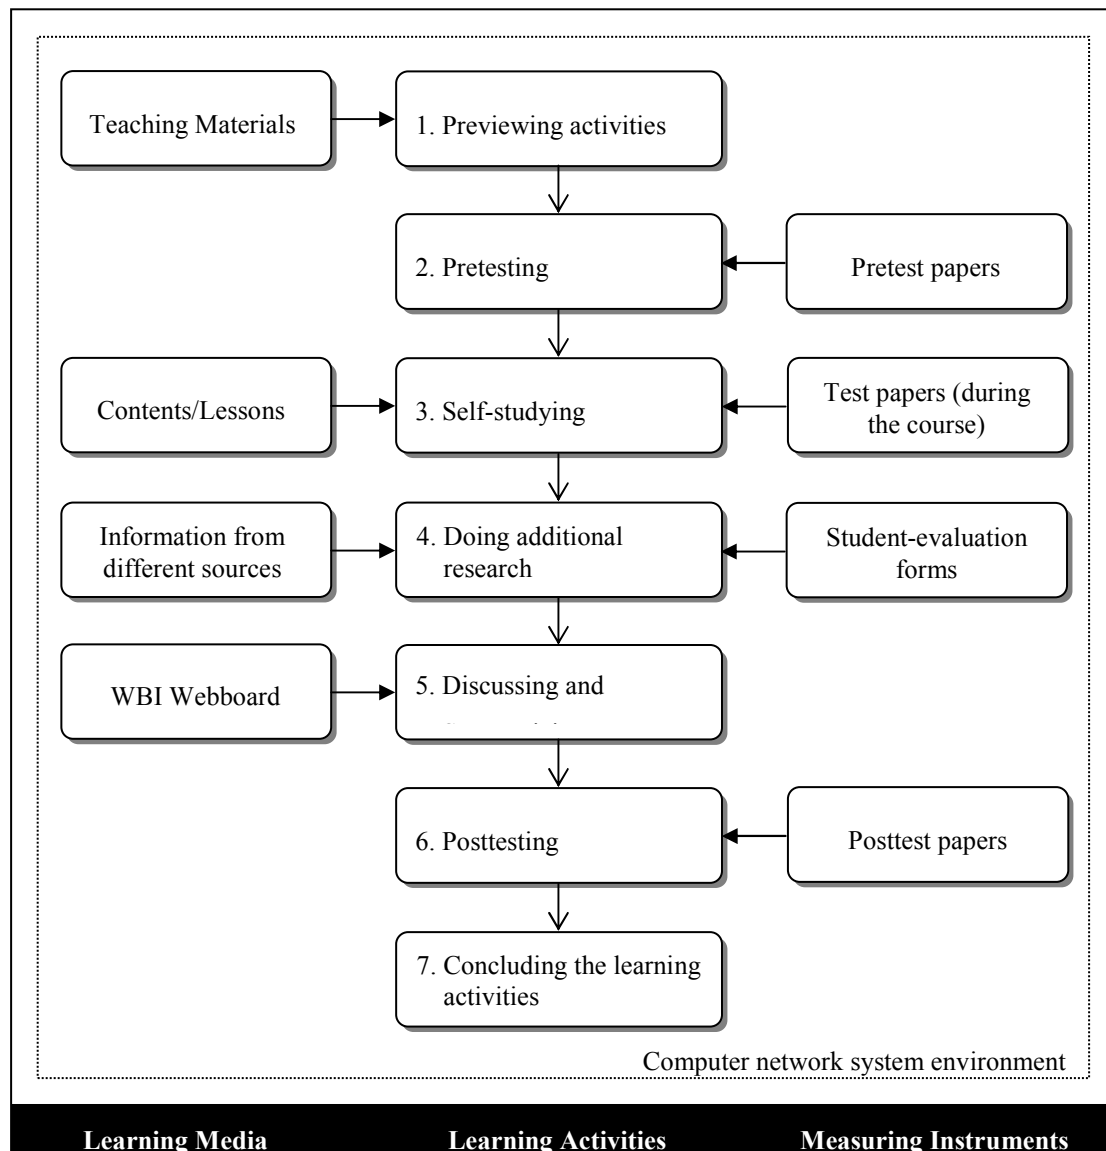 Teaching Materials
1. Previewing activities
2. Pretesting
Pretest papers
Contents/Lessons
3. Self-studying
Test papers (during
the course)
Information from
different sources
4. Doing additional
research
Student-evaluation
forms
WBI Webboard
5. Discussing and
6. Posttesting
Posttest papers
7. Concluding the learning
activities
Computer network system environment
Learning Media
Learning Activities
Measuring Instruments